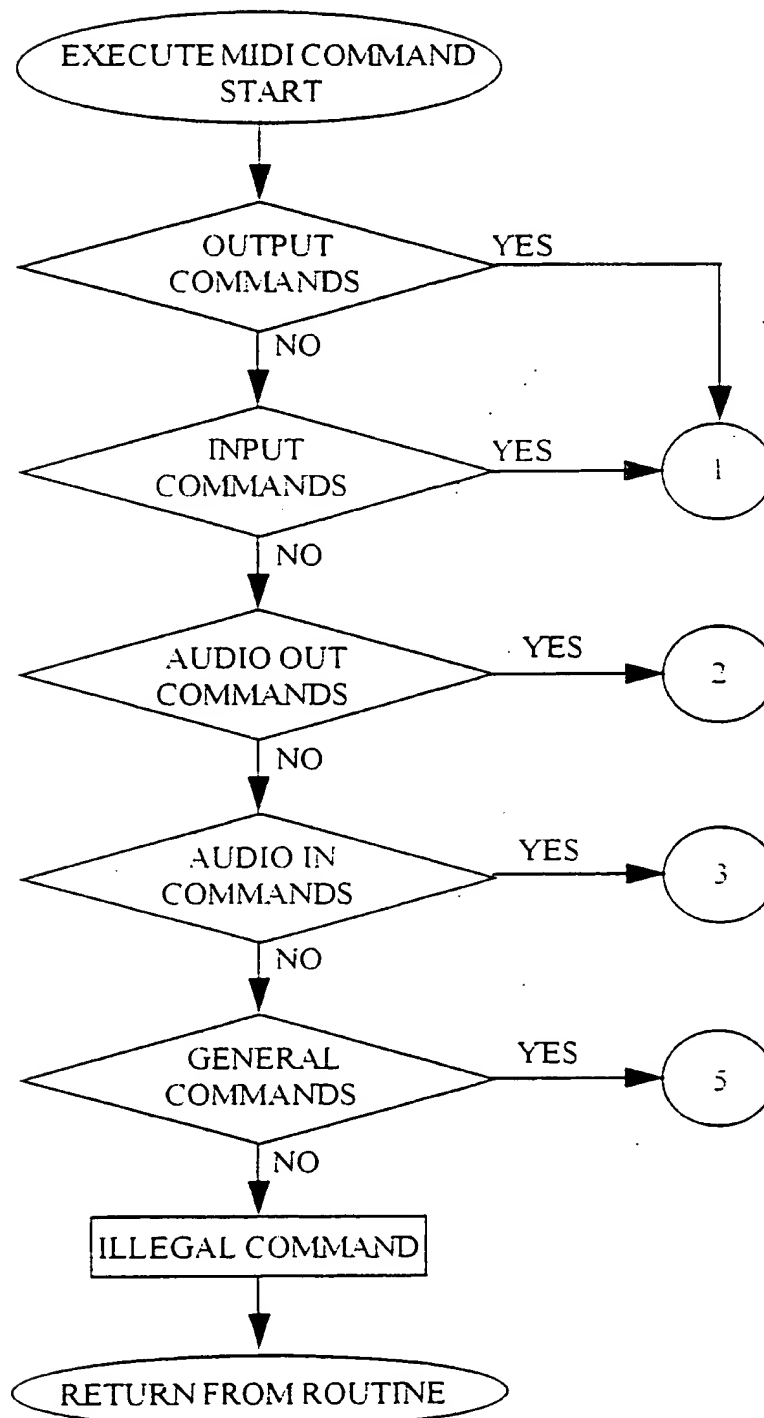 EXECUTE MIDI COMMAND
START
OUTPUT
COMMANDS
YES
NO
INPUT
COMMANDS
YES
1
NO
AUDIO OUT
COMMANDS
YES
2
NO
AUDIO IN
COMMANDS
YES
3
NO
GENERAL
COMMANDS
YES
5
NO
ILLEGAL COMMAND
RETURN FROM ROUTINE